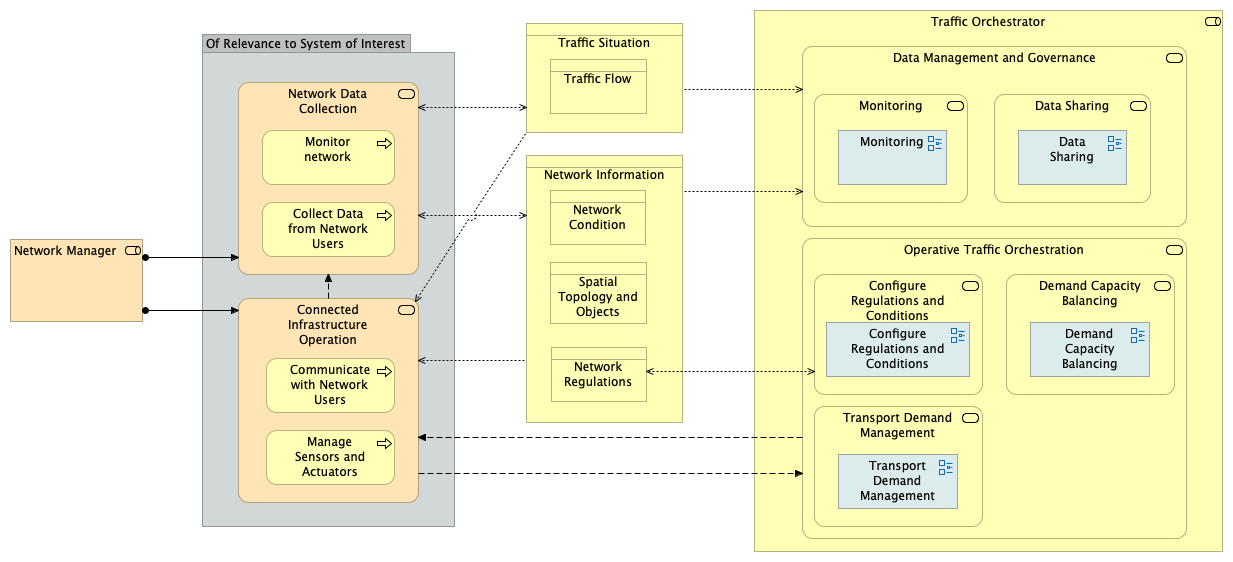 Network Manager
Of Relevance to System of Interest
Network Data
Collection
Monitor
network
Collect Data
from Network
Users
Connected
Infrastructure
Operation
Communicate
with Network
Users
Manage
Sensors and
Actuators
Traffic Situation
Traffic Flow
Network Information
Network
Condition
Spatial
Topology and
Objects
Network
Regulations
Traffic Orchestrator
Data Management and Governance
Monitoring
Monitoring
Data Sharing
Data
Sharing
Operative Traffic Orchestration
Configure
Regulations and
Conditions
Configure
Regulations and
Conditions
Demand Capacity
Balancing
Demand
Capacity
Balancing
Transport Demand
Management
Transport
Demand
Management